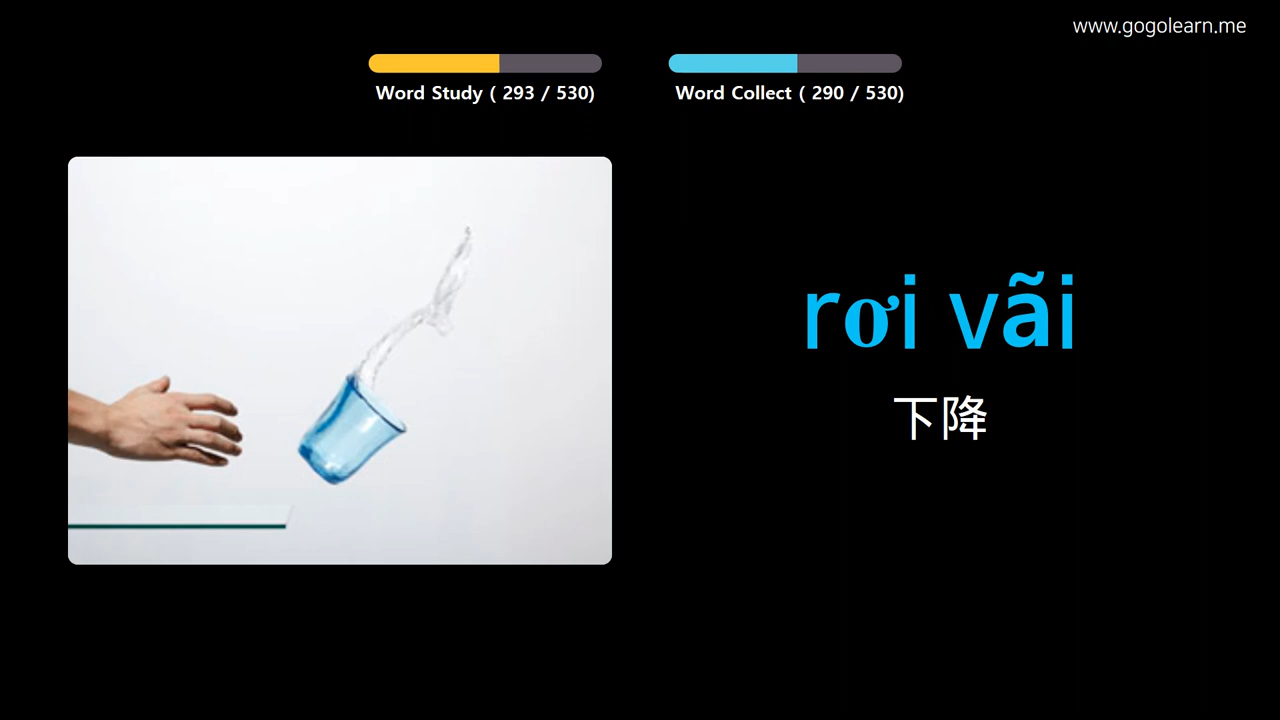 www.gogolearn.me
Word Study ( 293 / 530)
Word Collect ( 290 / 530)
rơi vãi
下降